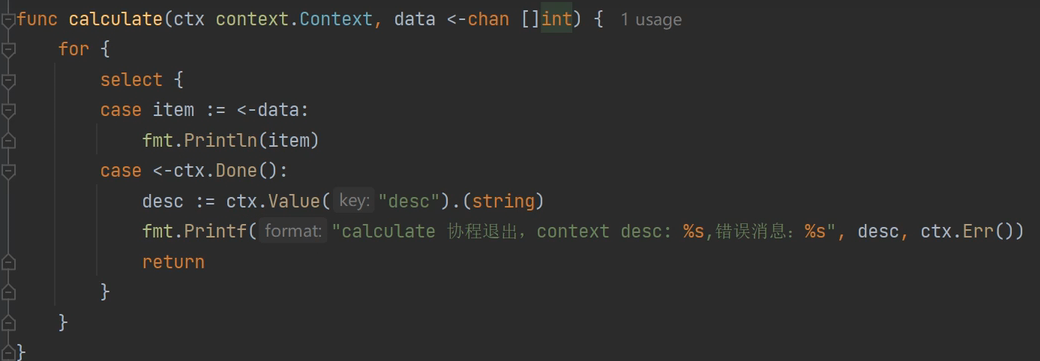 func calculate(ctx context.Context, data <-chan []int) { 1 usage
    for {
        select {
        case item := <-data:
            fmt.Println(item)
        case <-ctx.Done():
            desc := ctx.Value( key: "desc").(string)
            fmt.Printf( format: "calculate 协程退出，context desc: %s,错误消息：%s", desc, ctx.Err())
            return
        }
    }
}